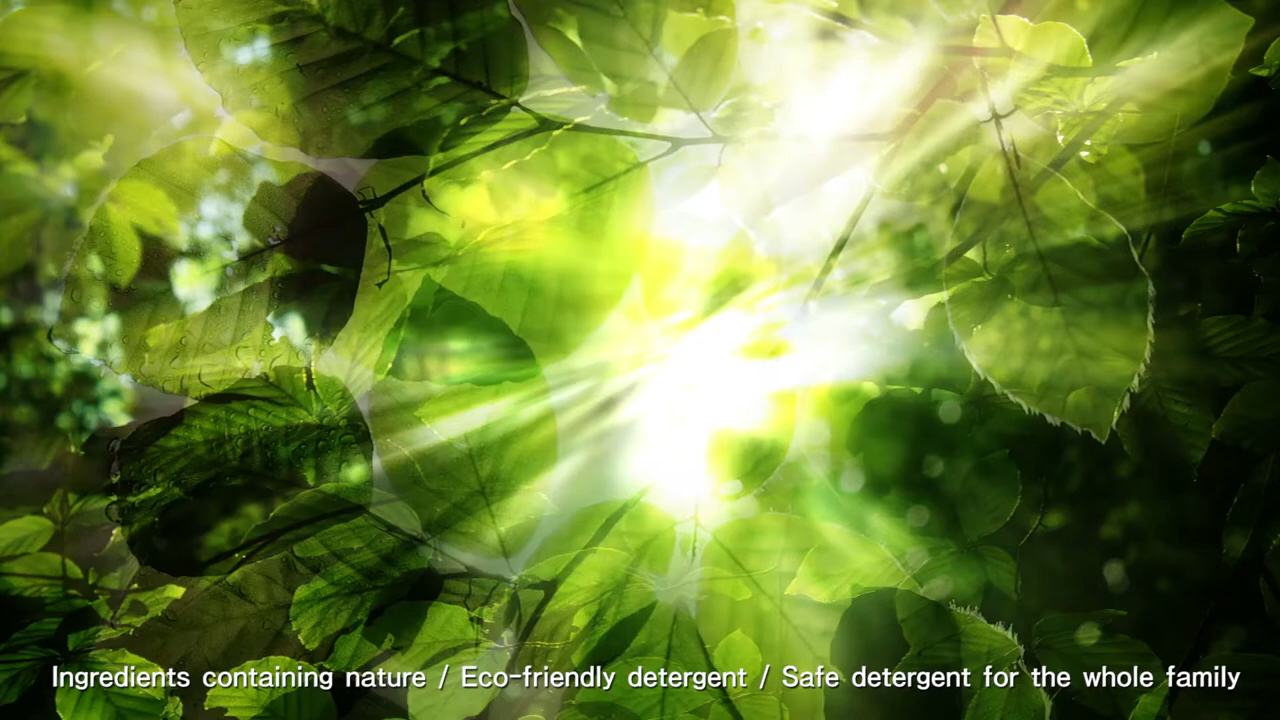 Ingredients containing nature / Eco-friendly detergent / Safe detergent for the whole family